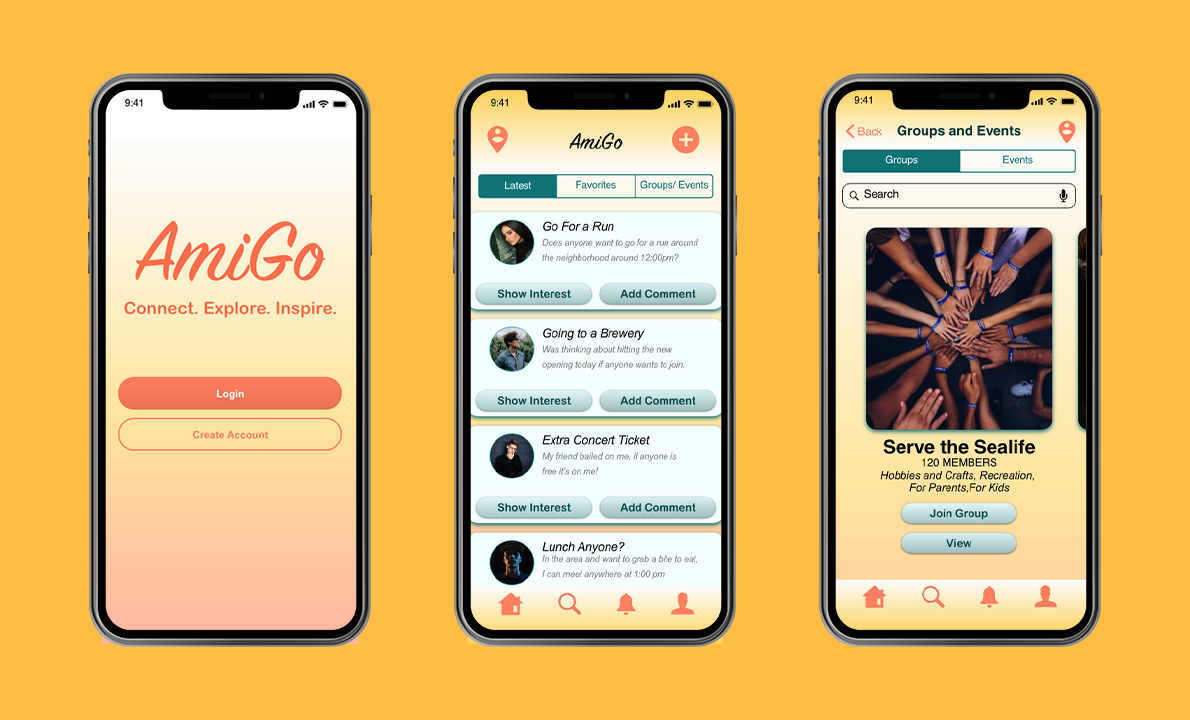 9:41
AmiGo
Connect. Explore. Inspire.
Login
Create Account
9:41
AmiGo
Latest
Favorites
Groups/ Events
Go For a Run
Does anyone want to go for a run around
the neighborhood around 12:00pm?
Show Interest
Add Comment
Going to a Brewery
Was thinking about hitting the new
opening today if anyone wants to join.
Show Interest
Add Comment
Extra Concert Ticket
My friend bailed on me, if anyone is
free it's on me!
Show Interest
Add Comment
Lunch Anyone?
In the area and want to grab a bite to eat,
I can meet anywhere at 1:00 pm
9:41
Back
Groups and Events
Groups
Events
Search
Serve the Sealife
120 MEMBERS
Hobbies and Crafts, Recreation,
For Parents,For Kids
Join Group
View